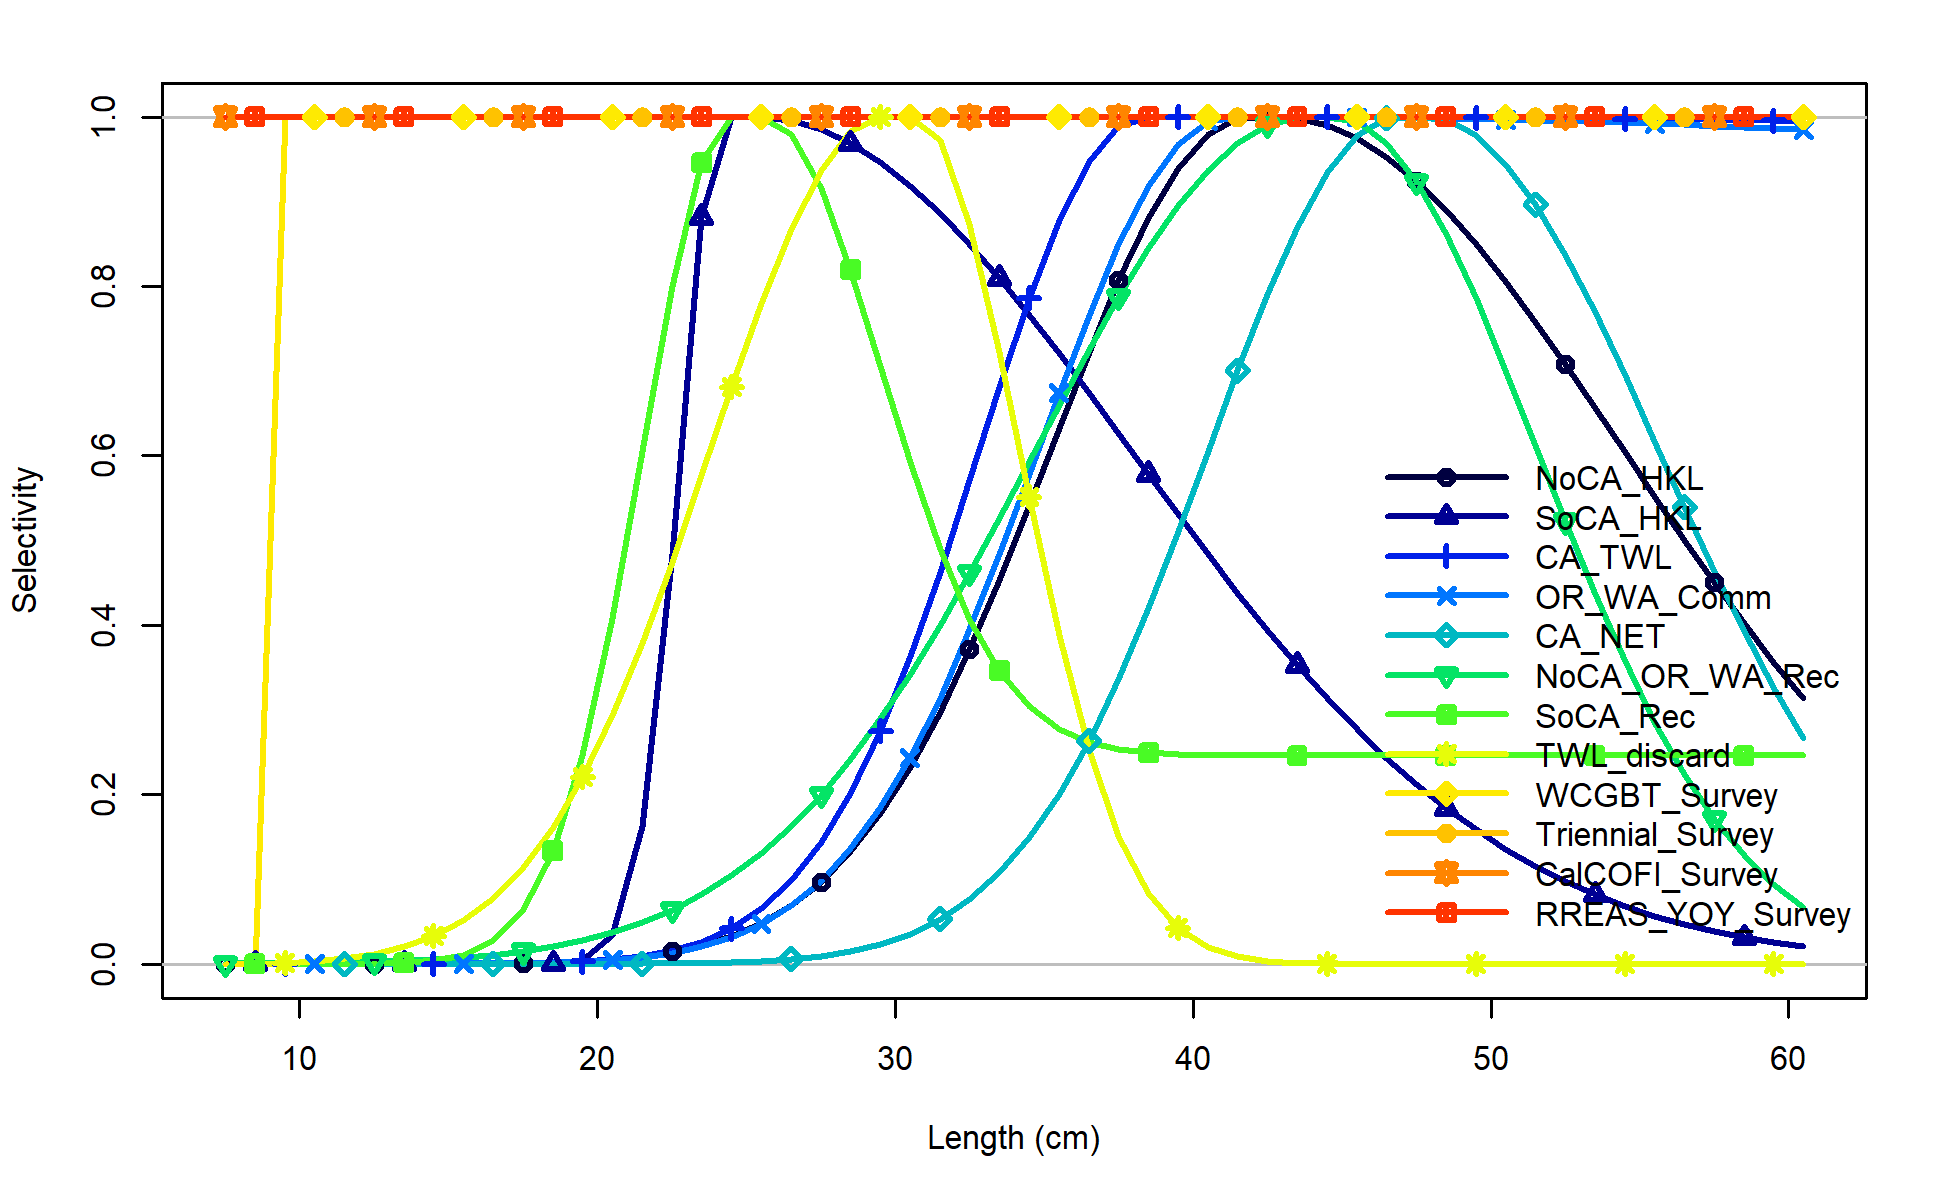 Selectivity
1.0
0.8
0.6
0.4
0.2
0.0
NoCA_HKL
SoCA_HKL
CA_TWL
OR_WA_Comm
CA_NET
NoCA_OR_WA_Rec
SoCA_Rec
TWL_discard
WCGBT_Survey
Triennial_Survey
CalCOFI_Survey
RREAS_YOY_Survey
10 20 30 40 50 60
Length (cm)